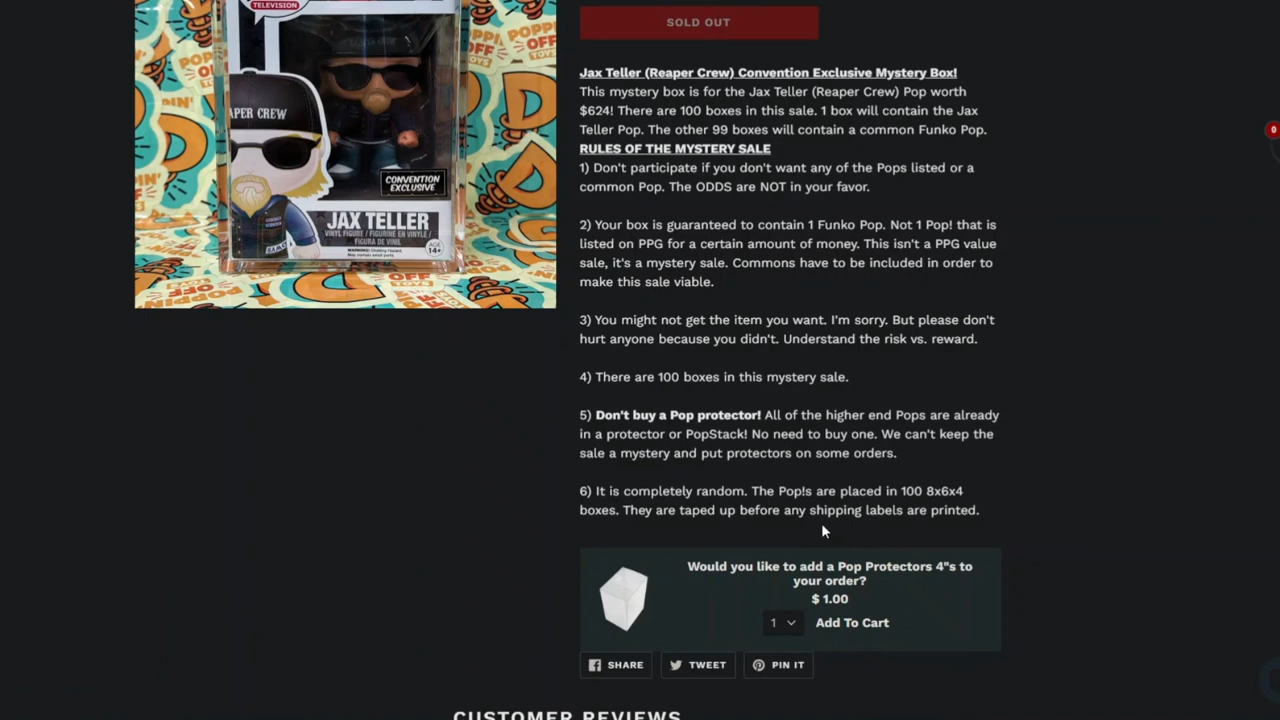 TELEVISION
REAPER CREW
CONVENTION
EXCLUSIVE
JAX TELLER
VINYL FIGURE / FIGURINE EN VINYLE /
FIGURA DE VINIL
AGE
14+
POPPIN'
OFF
TOYS
SOLD OUT
0
Jax Teller (Reaper Crew) Convention Exclusive Mystery Box!
This mystery box is for the Jax Teller (Reaper Crew) Pop worth
$624! There are 100 boxes in this sale. 1 box will contain the Jax
Teller Pop. The other 99 boxes will contain a common Funko Pop.
RULES OF THE MYSTERY SALE
1) Don't participate if you don't want any of the Pops listed or a
common Pop. The ODDS are NOT in your favor.
2) Your box is guaranteed to contain 1 Funko Pop. Not 1 Pop! that is
listed on PPG for a certain amount of money. This isn't a PPG value
sale, it's a mystery sale. Commons have to be included in order to
make this sale viable.
3) You might not get the item you want. I'm sorry. But please don't
hurt anyone because you didn't. Understand the risk vs. reward.
4) There are 100 boxes in this mystery sale.
5) Don't buy a Pop protector! All of the higher end Pops are already
in a protector or PopStack! No need to buy one. We can't keep the
sale a mystery and put protectors on some orders.
6) It is completely random. The Pop!s are placed in 100 8x6x4
boxes. They are taped up before any shipping labels are printed.
Would you like to add a Pop Protectors 4"s to
your order?
$ 1.00
1
Add To Cart
SHARE
TWEET
PIN IT
CUSTOMER REVIEWS